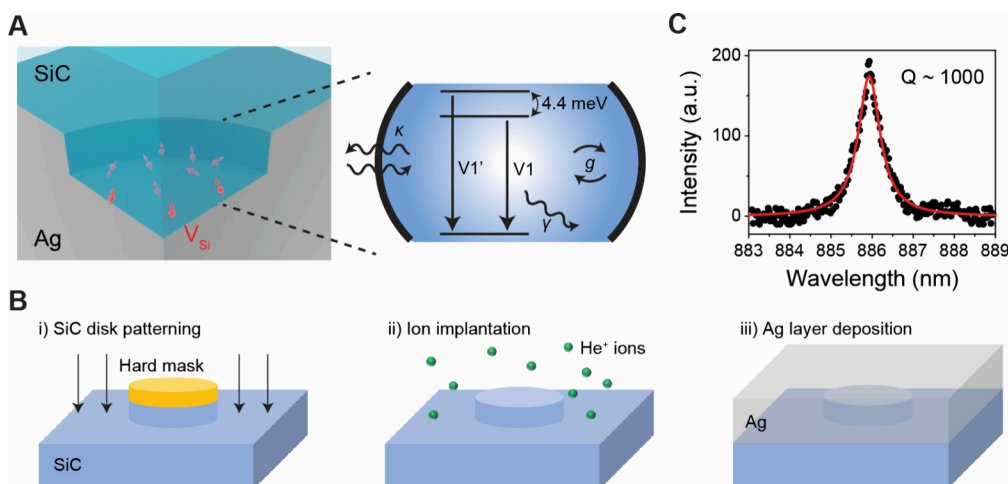 A
SiC
Ag
V_Si
κ
4.4 meV
V1'
V1
g
γ
C
Q ~ 1000
Intensity (a.u.)
200
100
0
883 884 885 886 887 888 889
Wavelength (nm)
B
i) SiC disk patterning
Hard mask
SiC
ii) Ion implantation
He⁺ ions
iii) Ag layer deposition
Ag